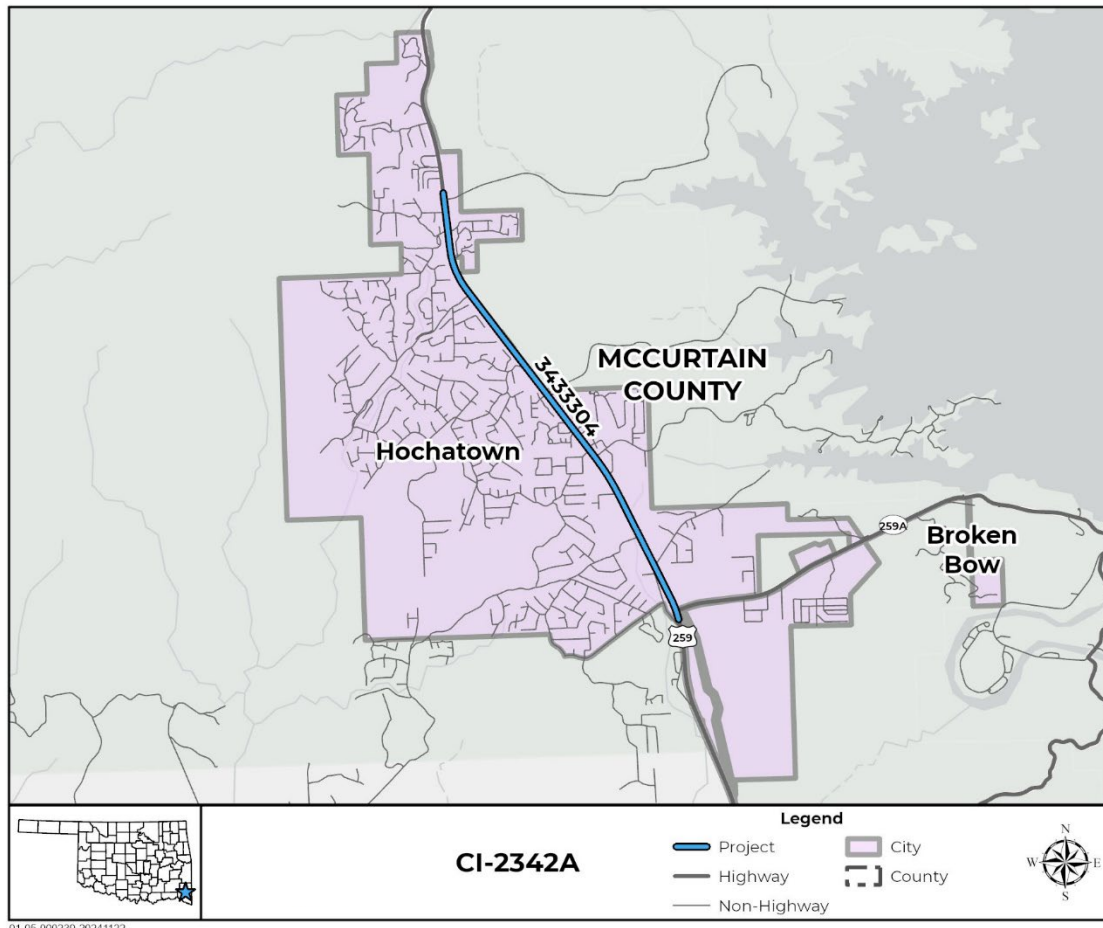 3433304
MCCURTAIN
COUNTY
Hochatown
259A
Broken
Bow
259
CI-2342A
Legend
Project
Highway
Non-Highway
City
County
N
W
E
S